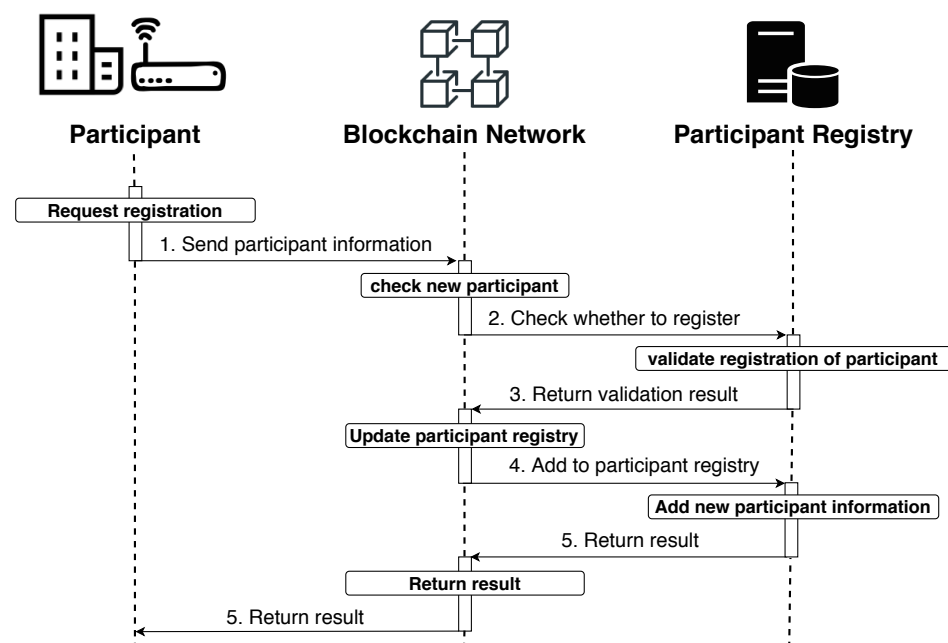 Participant
Blockchain Network
Participant Registry
Request registration
1. Send participant information
check new participant
2. Check whether to register
validate registration of participant
3. Return validation result
Update participant registry
4. Add to participant registry
Add new participant information
5. Return result
Return result
5. Return result